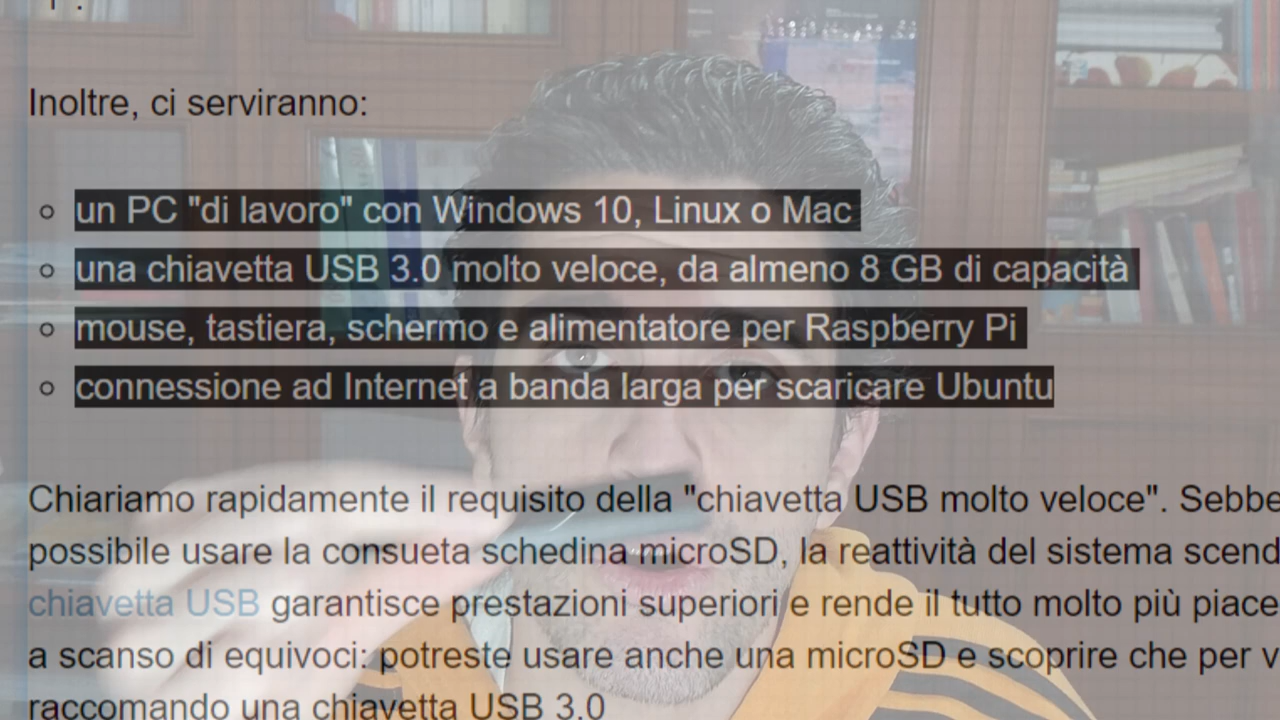 Inoltre, ci serviranno:
un PC "di lavoro" con Windows 10, Linux o Mac
una chiavetta USB 3.0 molto veloce, da almeno 8 GB di capacità
mouse, tastiera, schermo e alimentatore per Raspberry Pi
connessione ad Internet a banda larga per scaricare Ubuntu
Chiariamo rapidamente il requisito della "chiavetta USB molto veloce". Sebbe
possibile usare la consueta schedina microSD, la reattività del sistema scend
chiavetta USB garantisce prestazioni superiori e rende il tutto molto più piace
a scanso di equivoci: potreste usare anche una microSD e scoprire che per v
raccomando una chiavetta USB 3.0